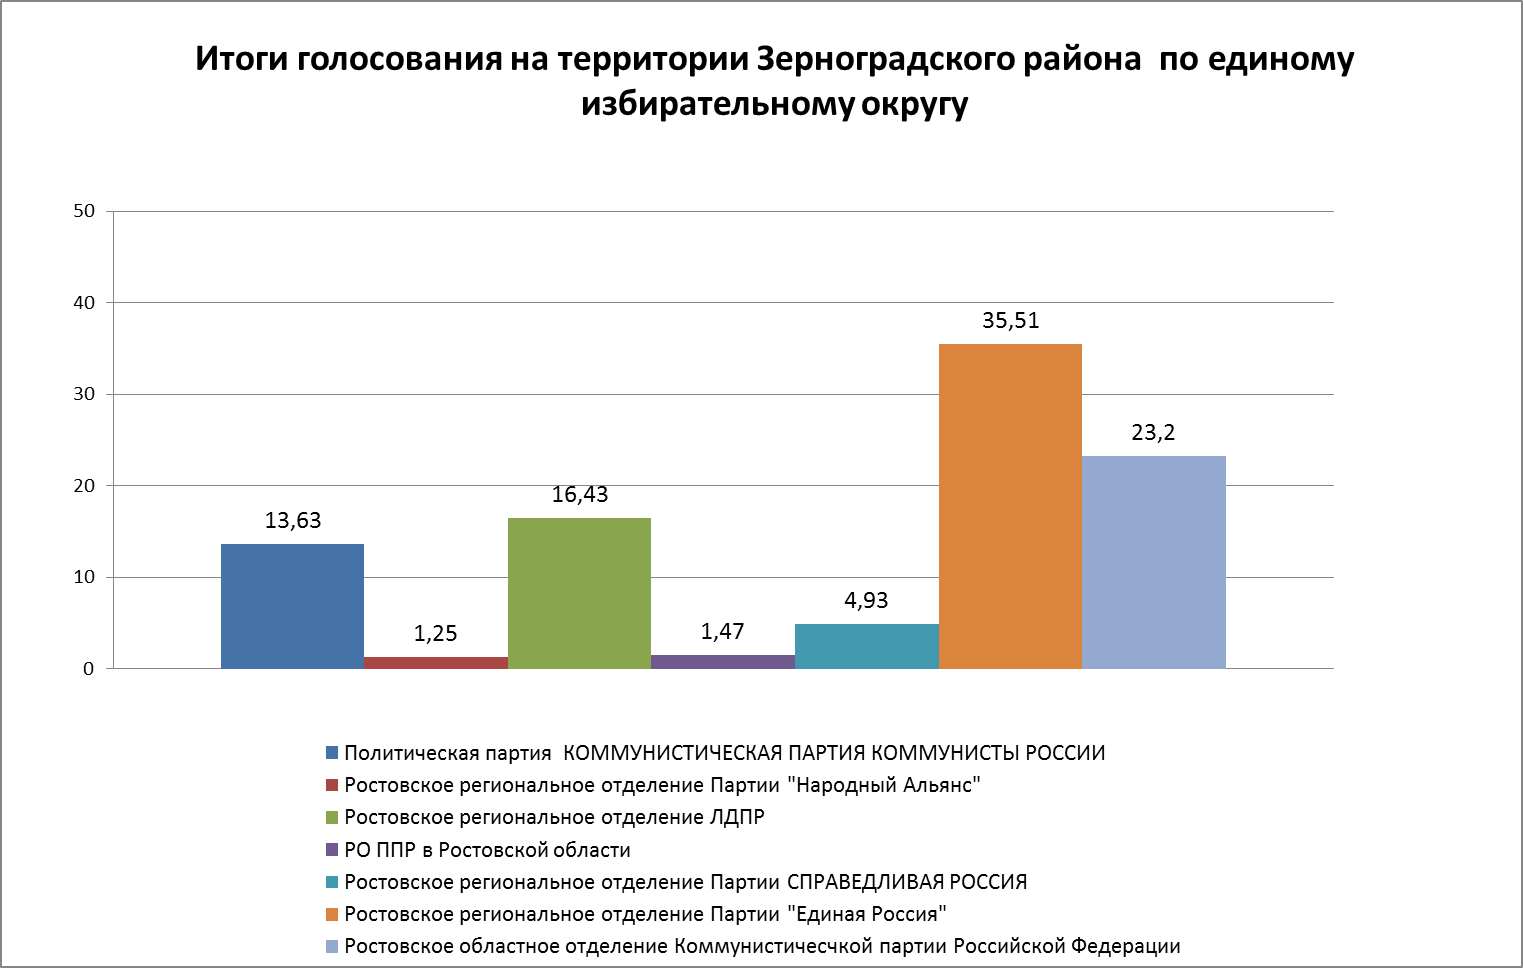 Итоги голосования на территории Зерноградского района по единому
избирательному округу
50
40
30
20
10
0
13,63
1,25
16,43
1,47
4,93
35,51
23,2
Политическая партия КОММУНИСТИЧЕСКАЯ ПАРТИЯ КОММУНИСТЫ РОССИИ
Ростовское региональное отделение Партии "Народный Альянс"
Ростовское региональное отделение ЛДПР
РО ППР в Ростовской области
Ростовское региональное отделение Партии СПРАВЕДЛИВАЯ РОССИЯ
Ростовское региональное отделение Партии "Единая Россия"
Ростовское областное отделение Коммунистичесчкой партии Российской Федерации